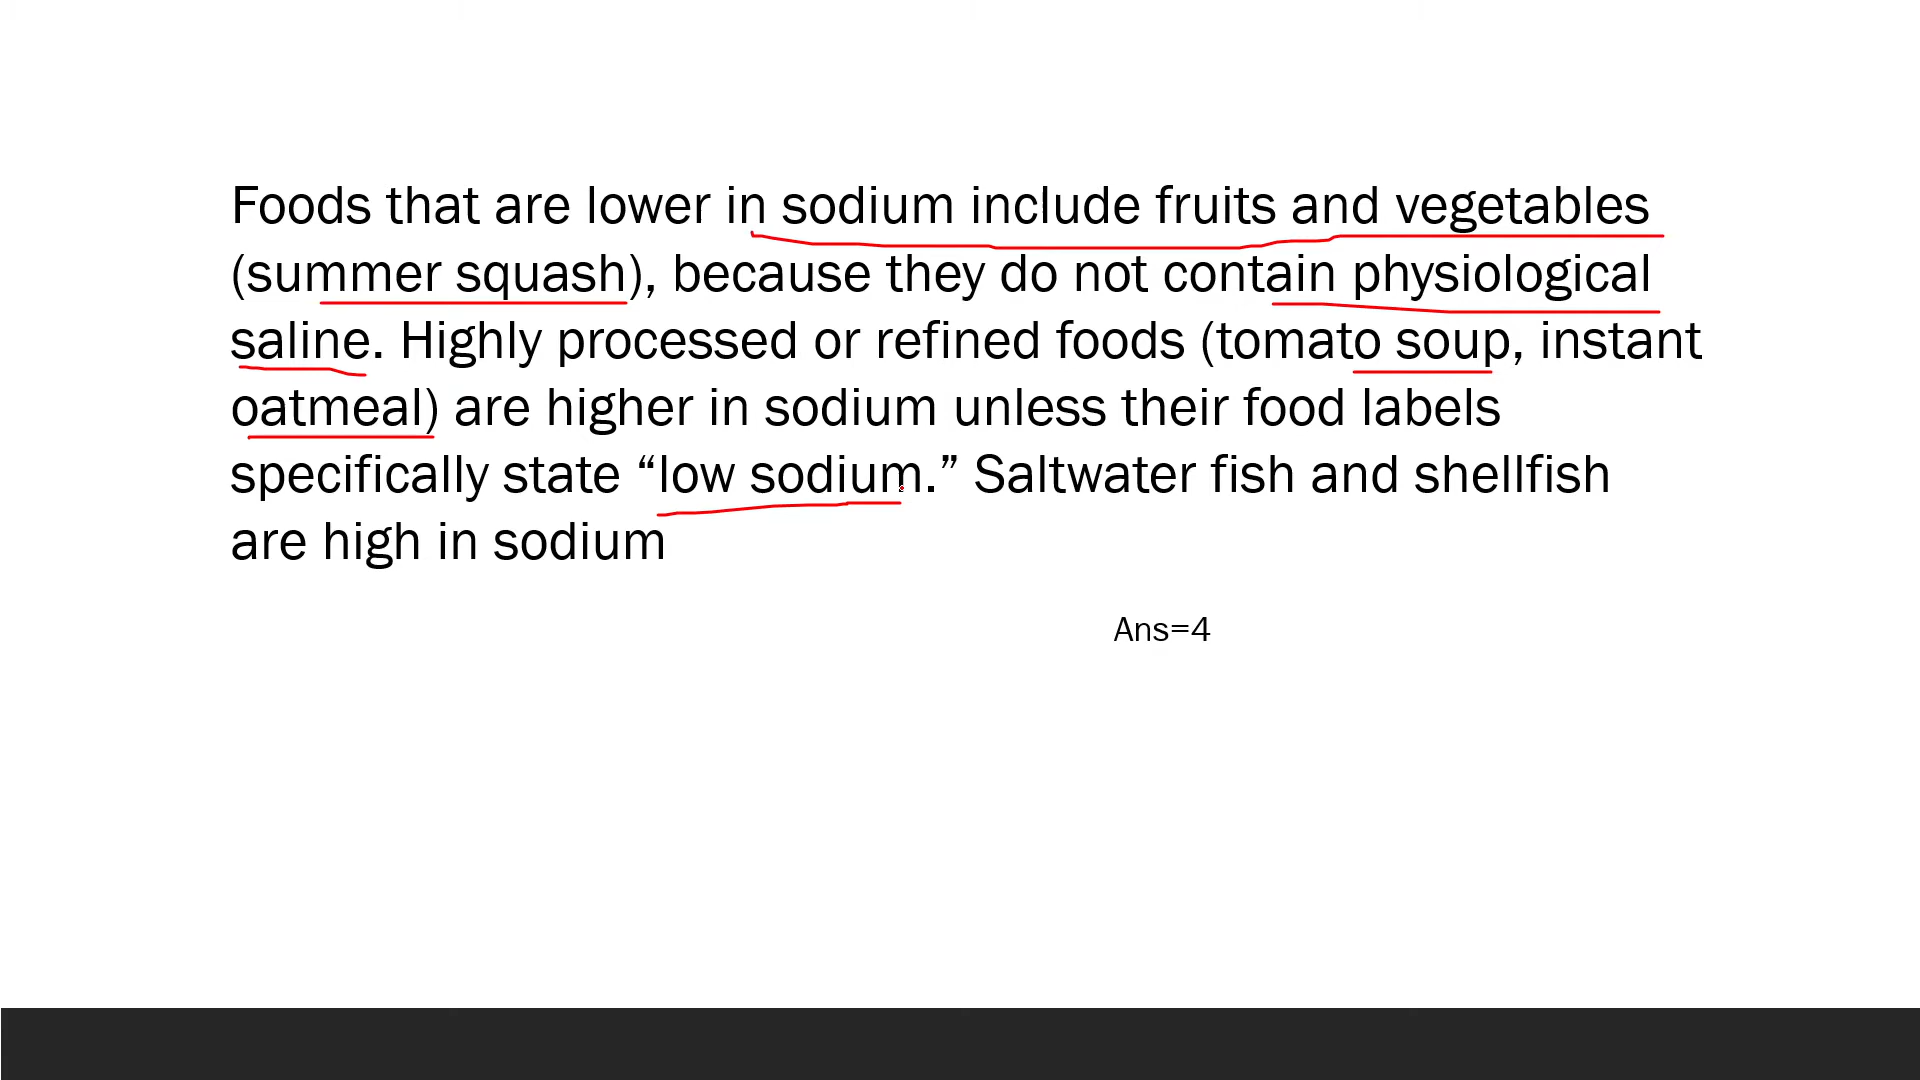 Foods that are lower in sodium include fruits and vegetables
(summer squash), because they do not contain physiological
saline. Highly processed or refined foods (tomato soup, instant
oatmeal) are higher in sodium unless their food labels
specifically state “low sodium.” Saltwater fish and shellfish
are high in sodium
Ans=4